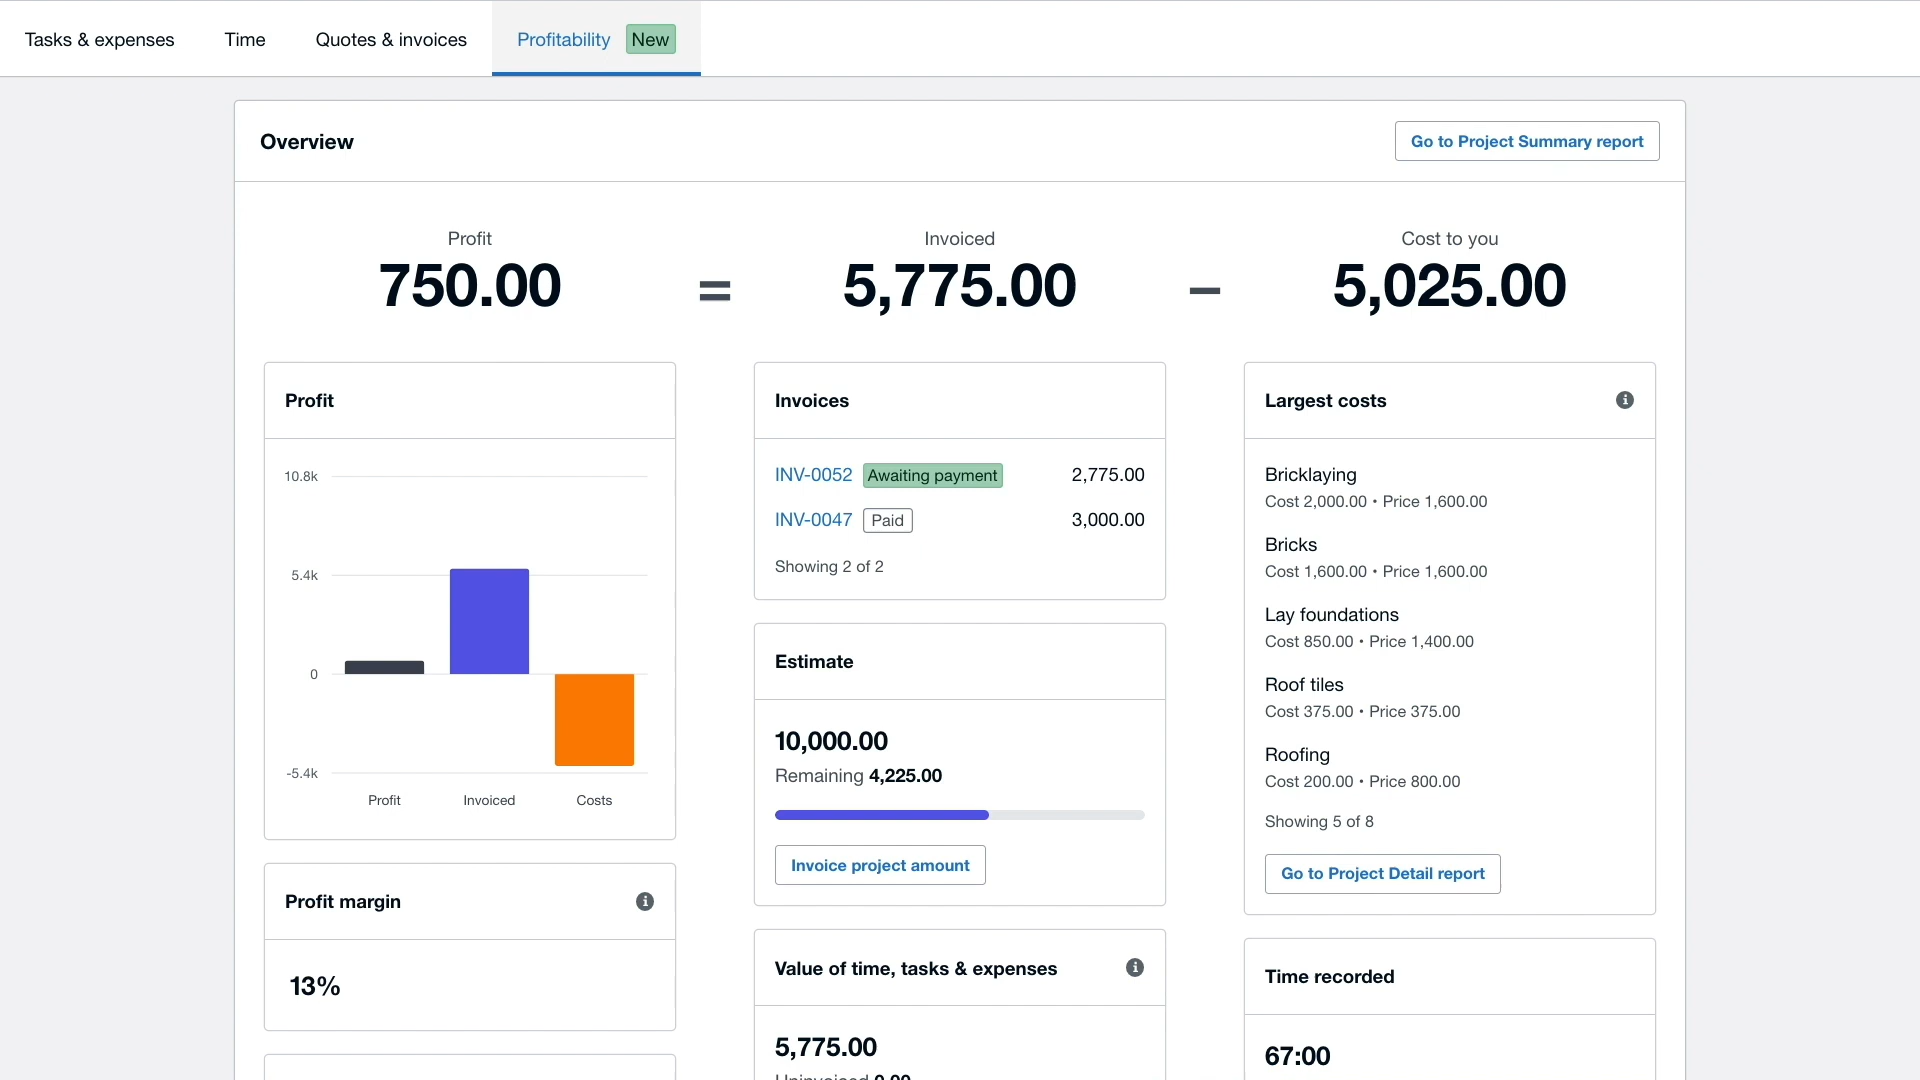 Tasks & expenses
Time
Quotes & invoices
Profitability New
Overview
Go to Project Summary report
Profit
750.00
=
Invoiced
5,775.00
–
Cost to you
5,025.00
Profit
10.8k
5.4k
0
-5.4k
Profit Invoiced Costs
Profit margin
13%
Invoices
INV-0052 Awaiting payment 2,775.00
INV-0047 Paid 3,000.00
Showing 2 of 2
Estimate
10,000.00
Remaining 4,225.00
Invoice project amount
Value of time, tasks & expenses
5,775.00
Uninvoiced 0.00
Largest costs
Bricklaying
Cost 2,000.00 • Price 1,600.00
Bricks
Cost 1,600.00 • Price 1,600.00
Lay foundations
Cost 850.00 • Price 1,400.00
Roof tiles
Cost 375.00 • Price 375.00
Roofing
Cost 200.00 • Price 800.00
Showing 5 of 8
Go to Project Detail report
Time recorded
67:00